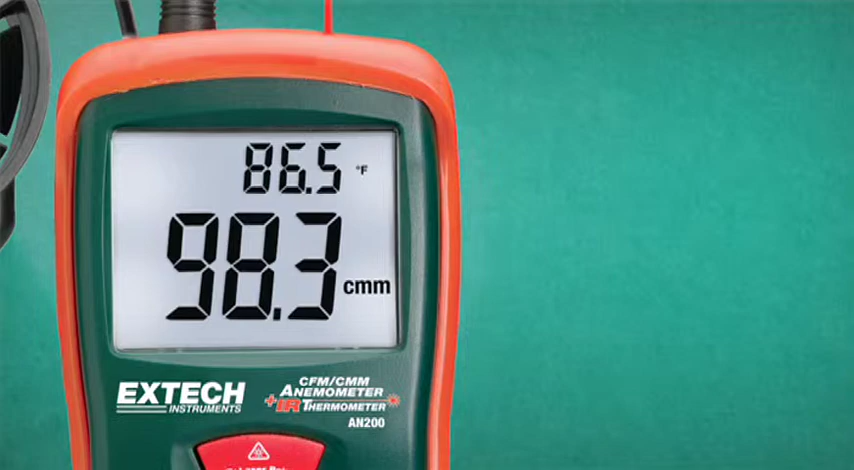 86.5 °F
98.3 cmm
EXTECH
INSTRUMENTS
CFM/CMM
ANEMOMETER
+IR THERMOMETER
AN200